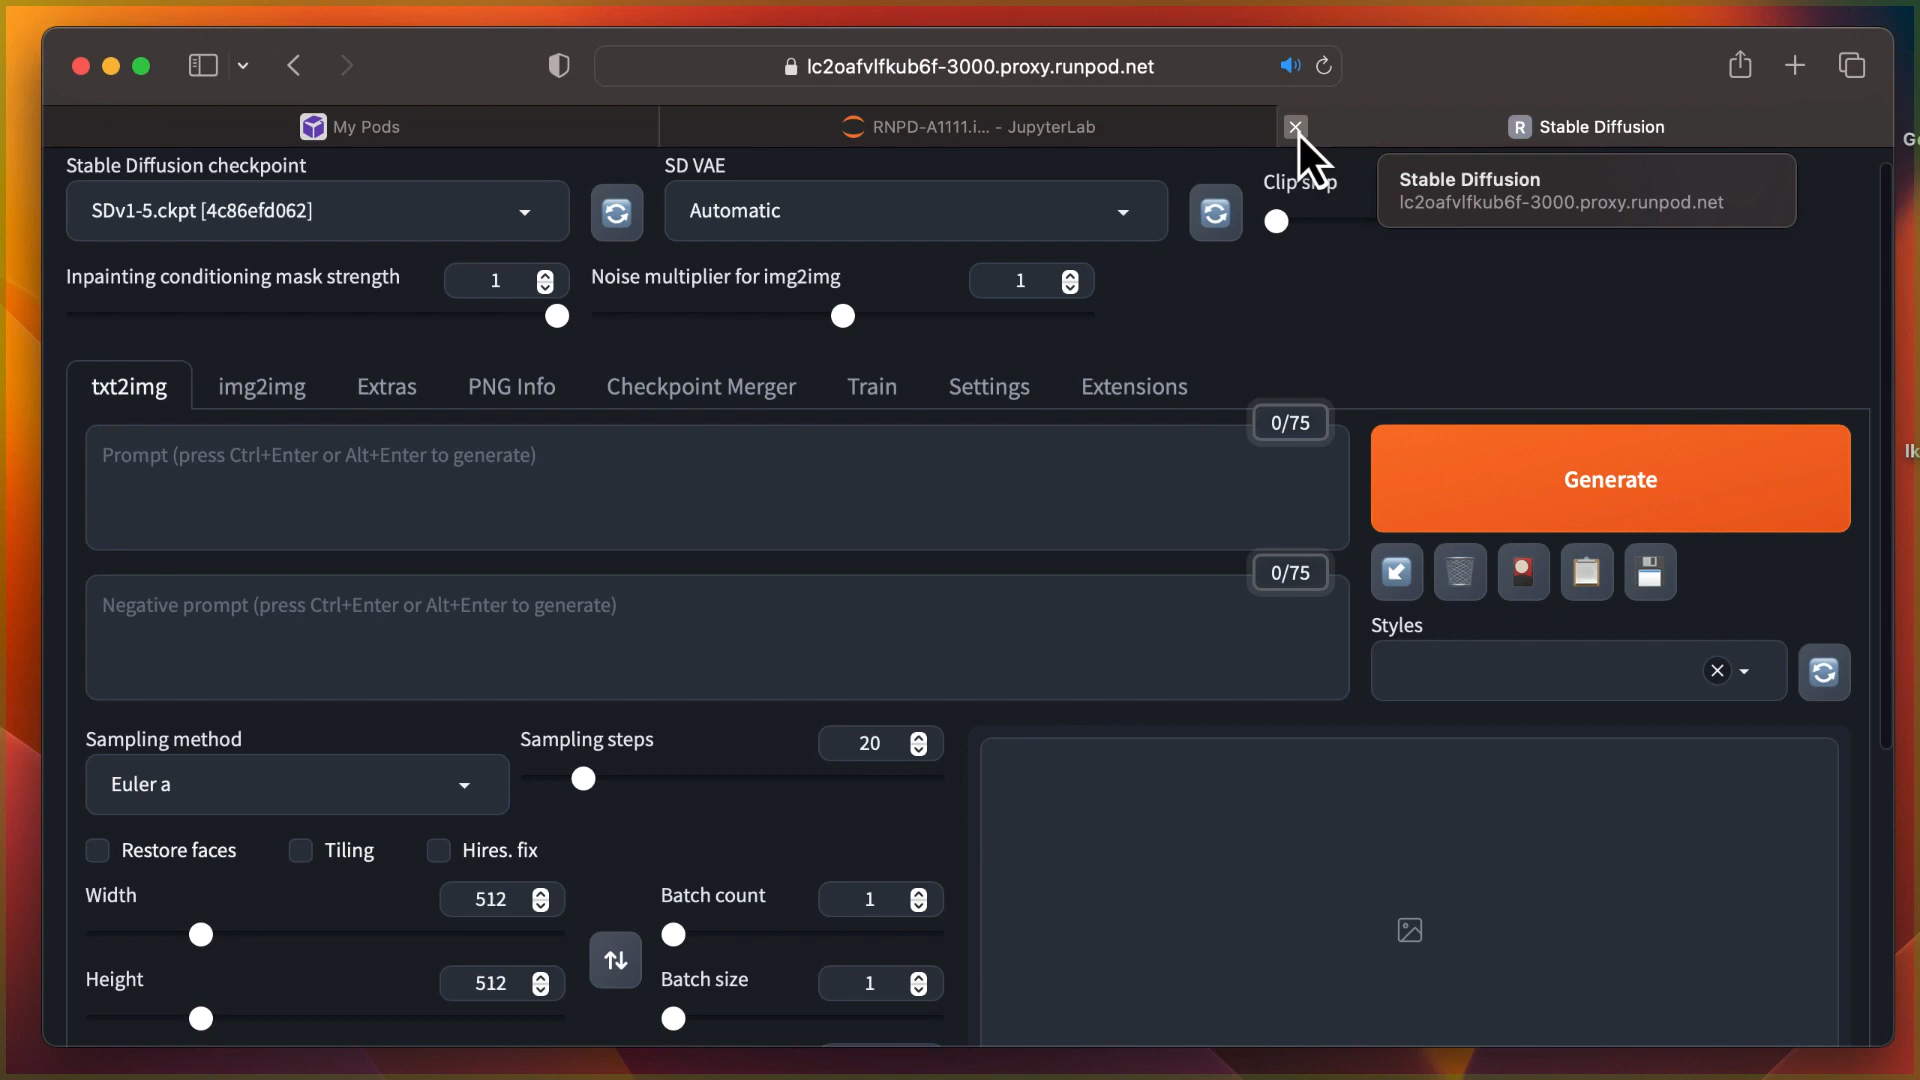 lc2oafvlfkub6f-3000.proxy.runpod.net
My Pods
RNPD-A1111.i... - JupyterLab
R Stable Diffusion
Stable Diffusion checkpoint
SD VAE
Clip skip
Stable Diffusion
lc2oafvlfkub6f-3000.proxy.runpod.net
SDv1-5.ckpt [4c86efd062]
Automatic
Inpainting conditioning mask strength
1
Noise multiplier for img2img
1
txt2img
img2img
Extras
PNG Info
Checkpoint Merger
Train
Settings
Extensions
0/75
Prompt (press Ctrl+Enter or Alt+Enter to generate)
Generate
0/75
Negative prompt (press Ctrl+Enter or Alt+Enter to generate)
Styles
Sampling method
Sampling steps
20
Euler a
Restore faces
Tiling
Hires. fix
Width
512
Batch count
1
Height
512
Batch size
1